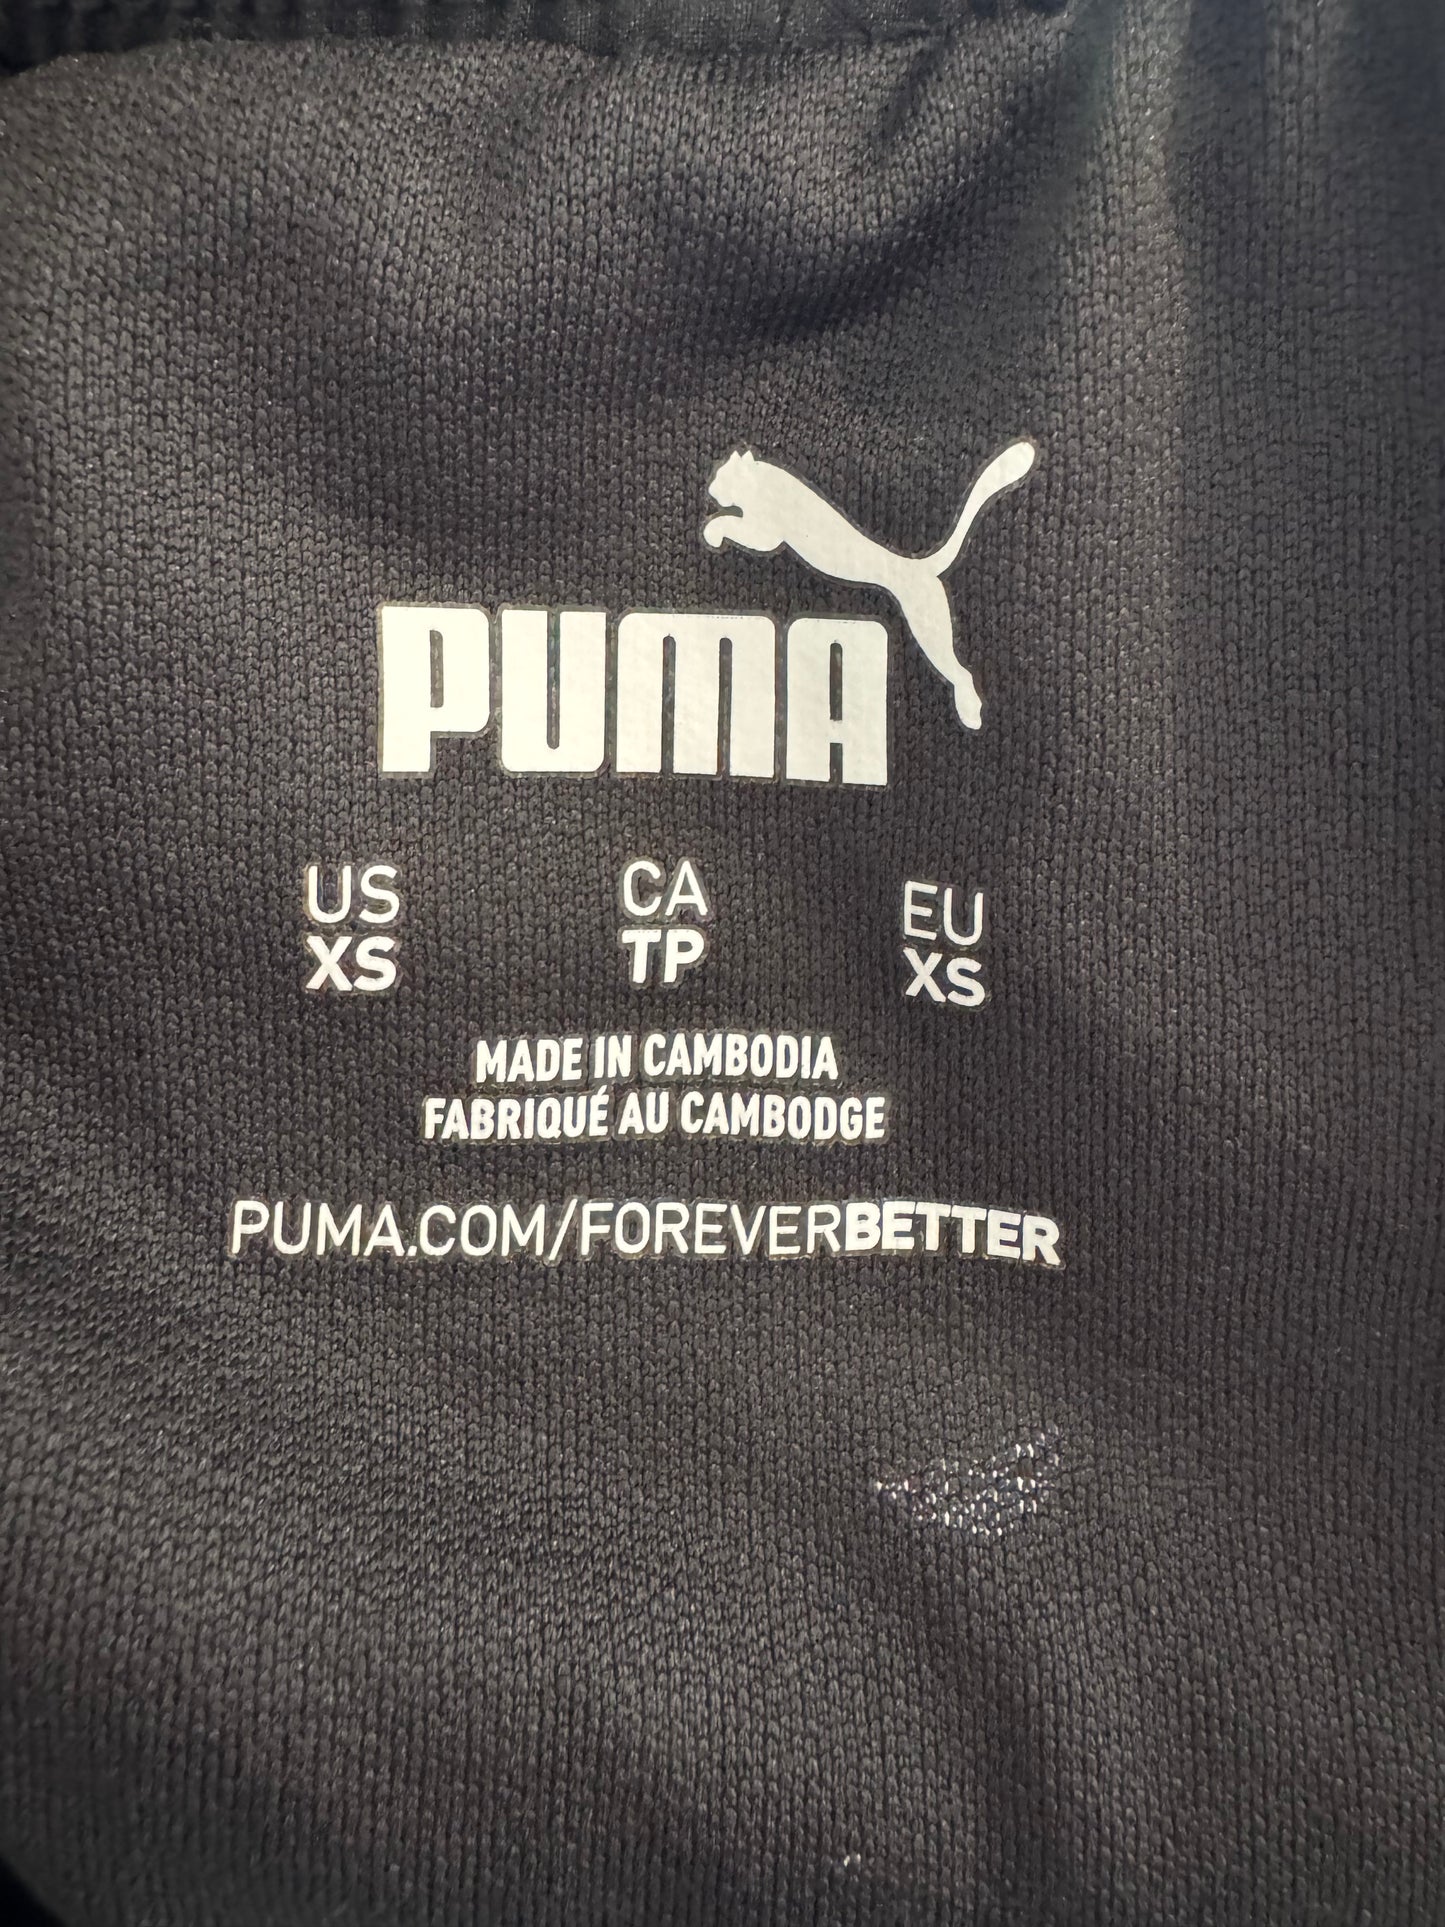 PUMA
US CA EU
XS TP XS
MADE IN CAMBODIA
FABRIQUÉ AU CAMBODGE
PUMA.COM/FOREVERBETTER